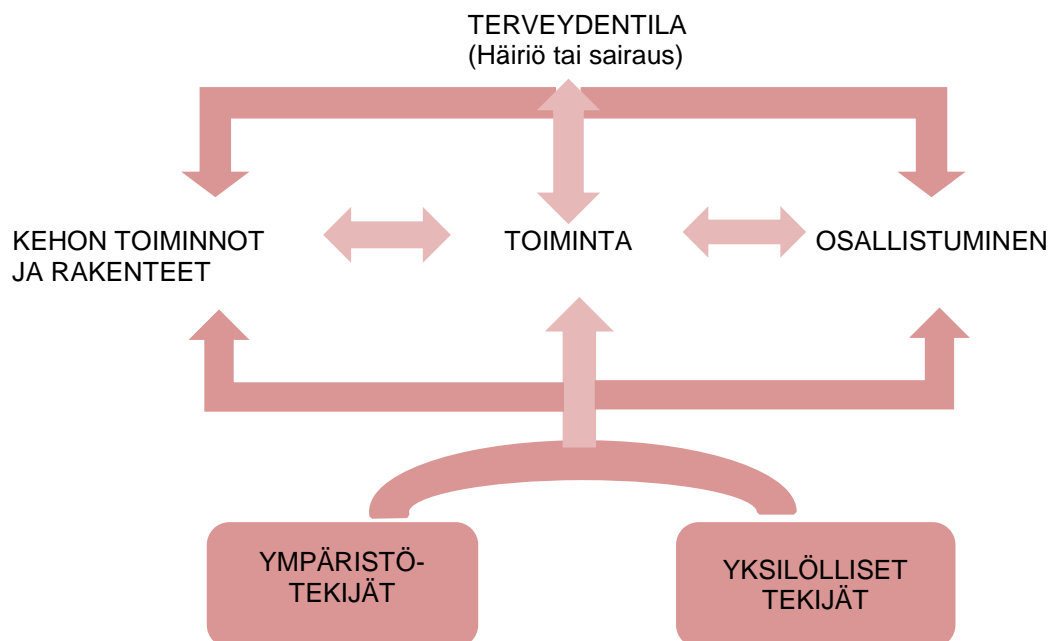 TERVEYDENTILA
(Häiriö tai sairaus)
KEHON TOIMINNOT
JA RAKENTEET
TOIMINTA
OSALLISTUMINEN
YMPÄRISTÖ-
TEKIJÄT
YKSILÖLLISET
TEKIJÄT